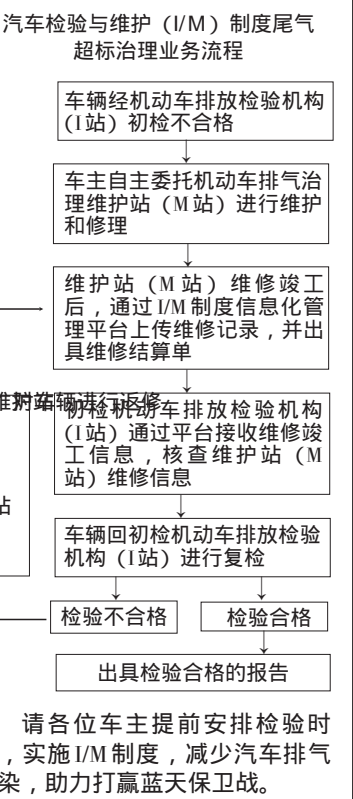 汽车检验与维护（I/M）制度尾气
超标治理业务流程
车辆经机动车排放检验机构
(I站）初检不合格
车主自主委托机动车排气治
理维护站（M站）进行维护
和修理
维护站（M站）维修竣工
后，通过I/M制度信息化管
理平台上传维修记录，并出
具维修结算单
初检机动车排放检验机构
(I站）通过平台接收维修竣
工信息，核查维护站（M
站）维修信息
站
车辆回初检机动车排放检验
机构（I站）进行复检
检验不合格
检验合格
出具检验合格的报告
请各位车主提前安排检验时
，实施I/M制度，减少汽车排气
染，助力打赢蓝天保卫战。